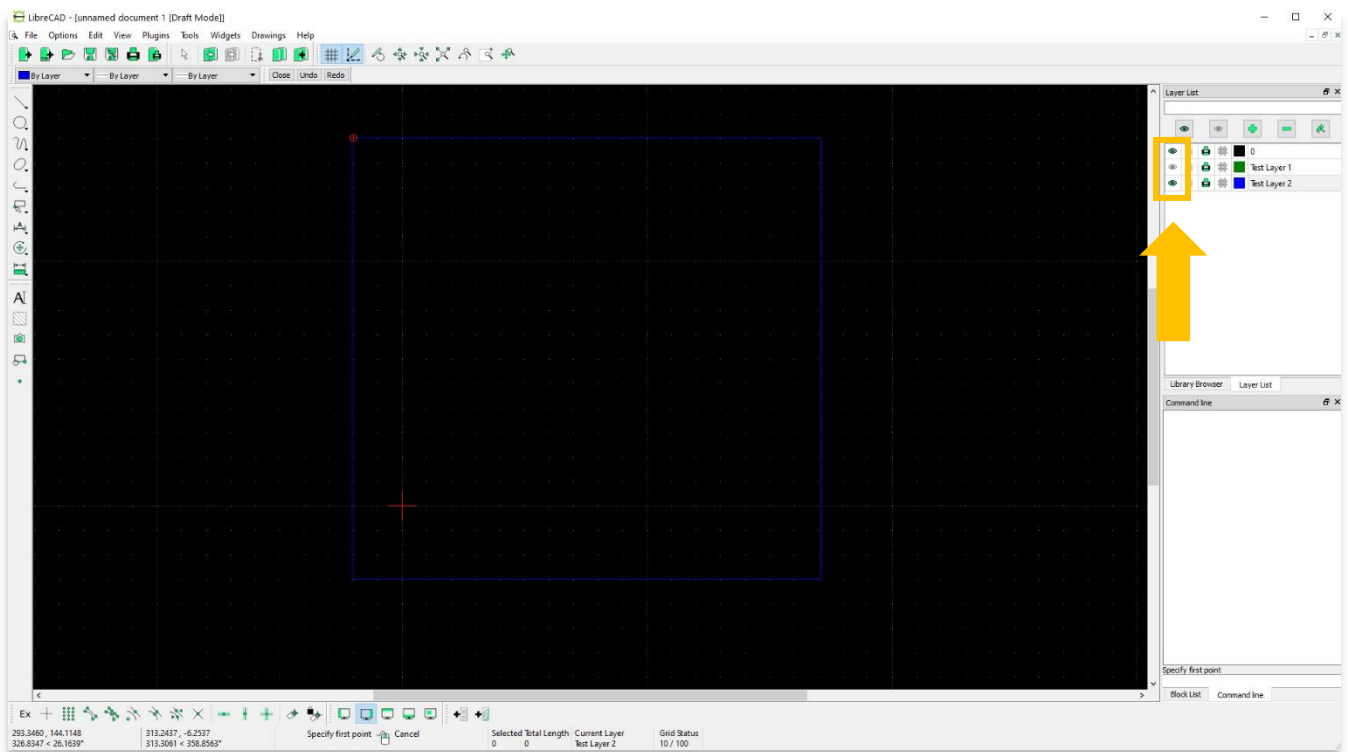 LibreCAD - [unnamed document 1 [Draft Mode]]
File Options Edit View Plugins Tools Widgets Drawings Help
By Layer By Layer By Layer Close Undo Redo
Layer List
0
Test Layer 1
Test Layer 2
A
Library Browser Layer List
Command line
Specify first point
Block List Command line
Ex
293.3460 , 144.1148 313.2437 , -6.2537 Specify first point Cancel Selected Total Length Current Layer Grid Status
326.8347 < 26.1639° 313.3061 < 358.8563° 0 0 Test Layer 2 10 / 100